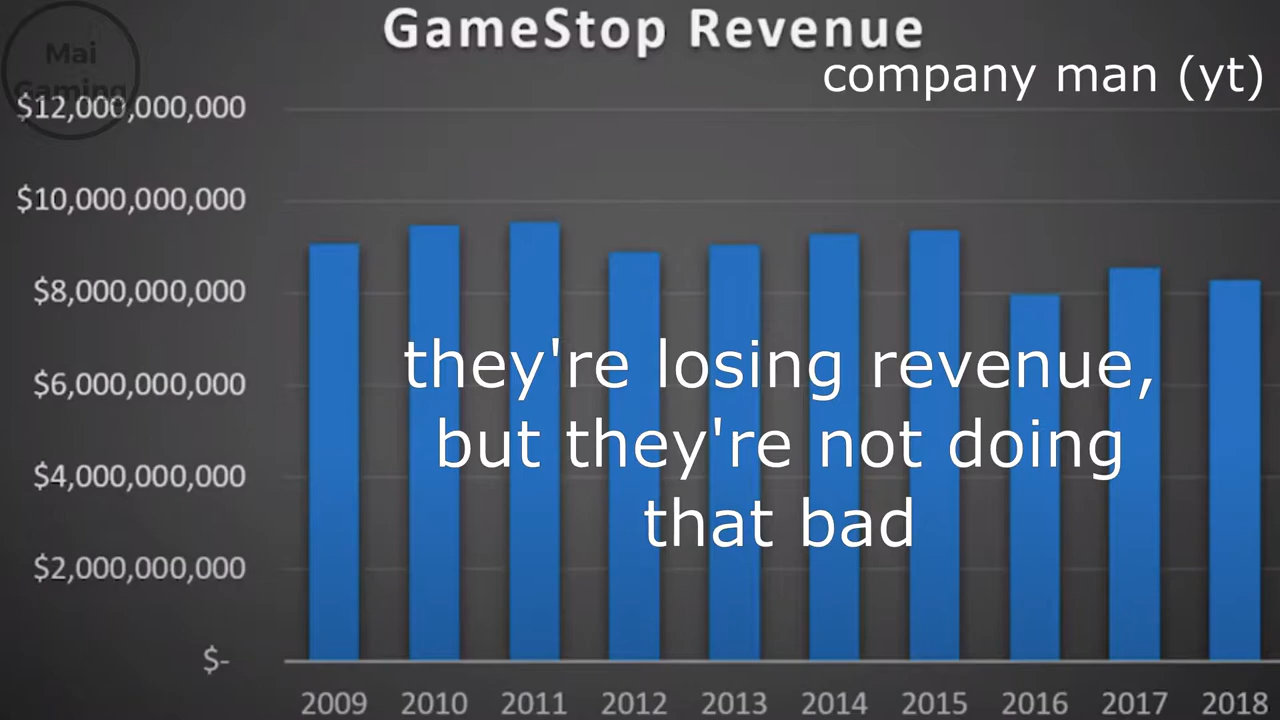 GameStop Revenue
company man (yt)
Mai
Gaming
$12,000,000,000
$10,000,000,000
$8,000,000,000
$6,000,000,000
$4,000,000,000
$2,000,000,000
$-
they're losing revenue,
but they're not doing
that bad
2009 2010 2011 2012 2013 2014 2015 2016 2017 2018